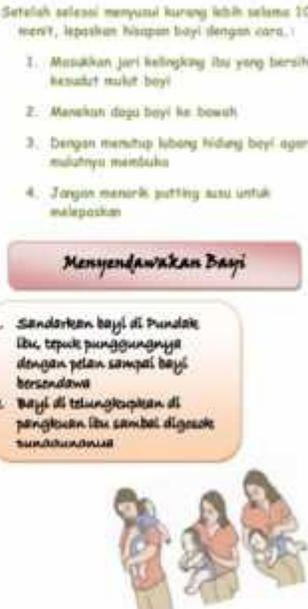 Setelah selesai menyusui kurang lebih selama 10
menit, lepaskan hisapan bayi dengan cara, :
1. Masukkan jari kelingking ibu yang bersih
kesudut mulut bayi
2. Menekan dagu bayi ke bawah
3. Dengan menutup lubang hidung bayi agar
mulutnya membuka
4. Jangan menarik putting susu untuk
melepaskan
Menyendawakan Bayi
Sandarkan bayi di Pundak
ibu, tepuk punggungnya
dengan pelan sampai bayi
bersendawa
Bayi di telungkupkan di
pangkuan ibu sambil digosok
punggungnya